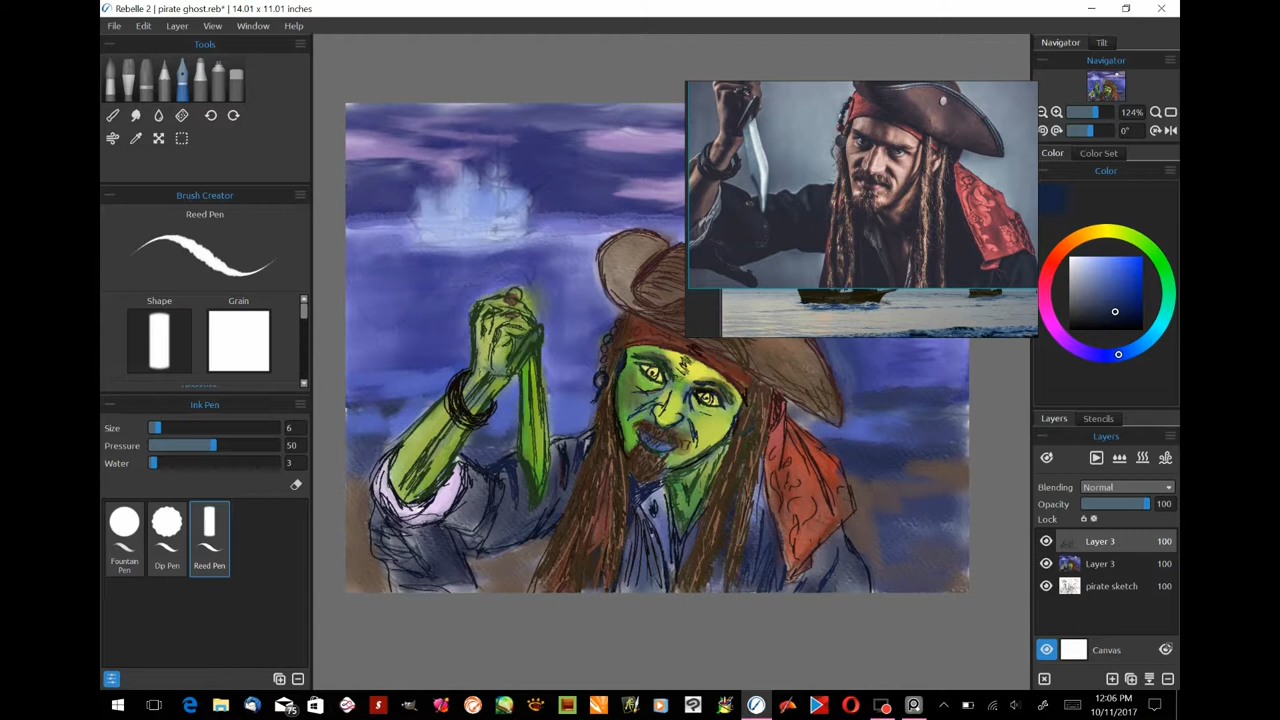 Rebelle 2 | pirate ghost.reb* | 14.01 x 11.01 inches
File Edit Layer View Window Help
Tools
Brush Creator
Reed Pen
Shape Grain
Ink Pen
Size 6
Pressure 50
Water 3
Fountain Pen
Dip Pen
Reed Pen
Navigator Tilt
Navigator
124%
0°
Color Color Set
Color
Layers Stencils
Layers
Blending Normal
Opacity 100
Lock
Layer 3 100
Layer 3 100
pirate sketch 100
Canvas
75
12:06 PM
10/11/2017